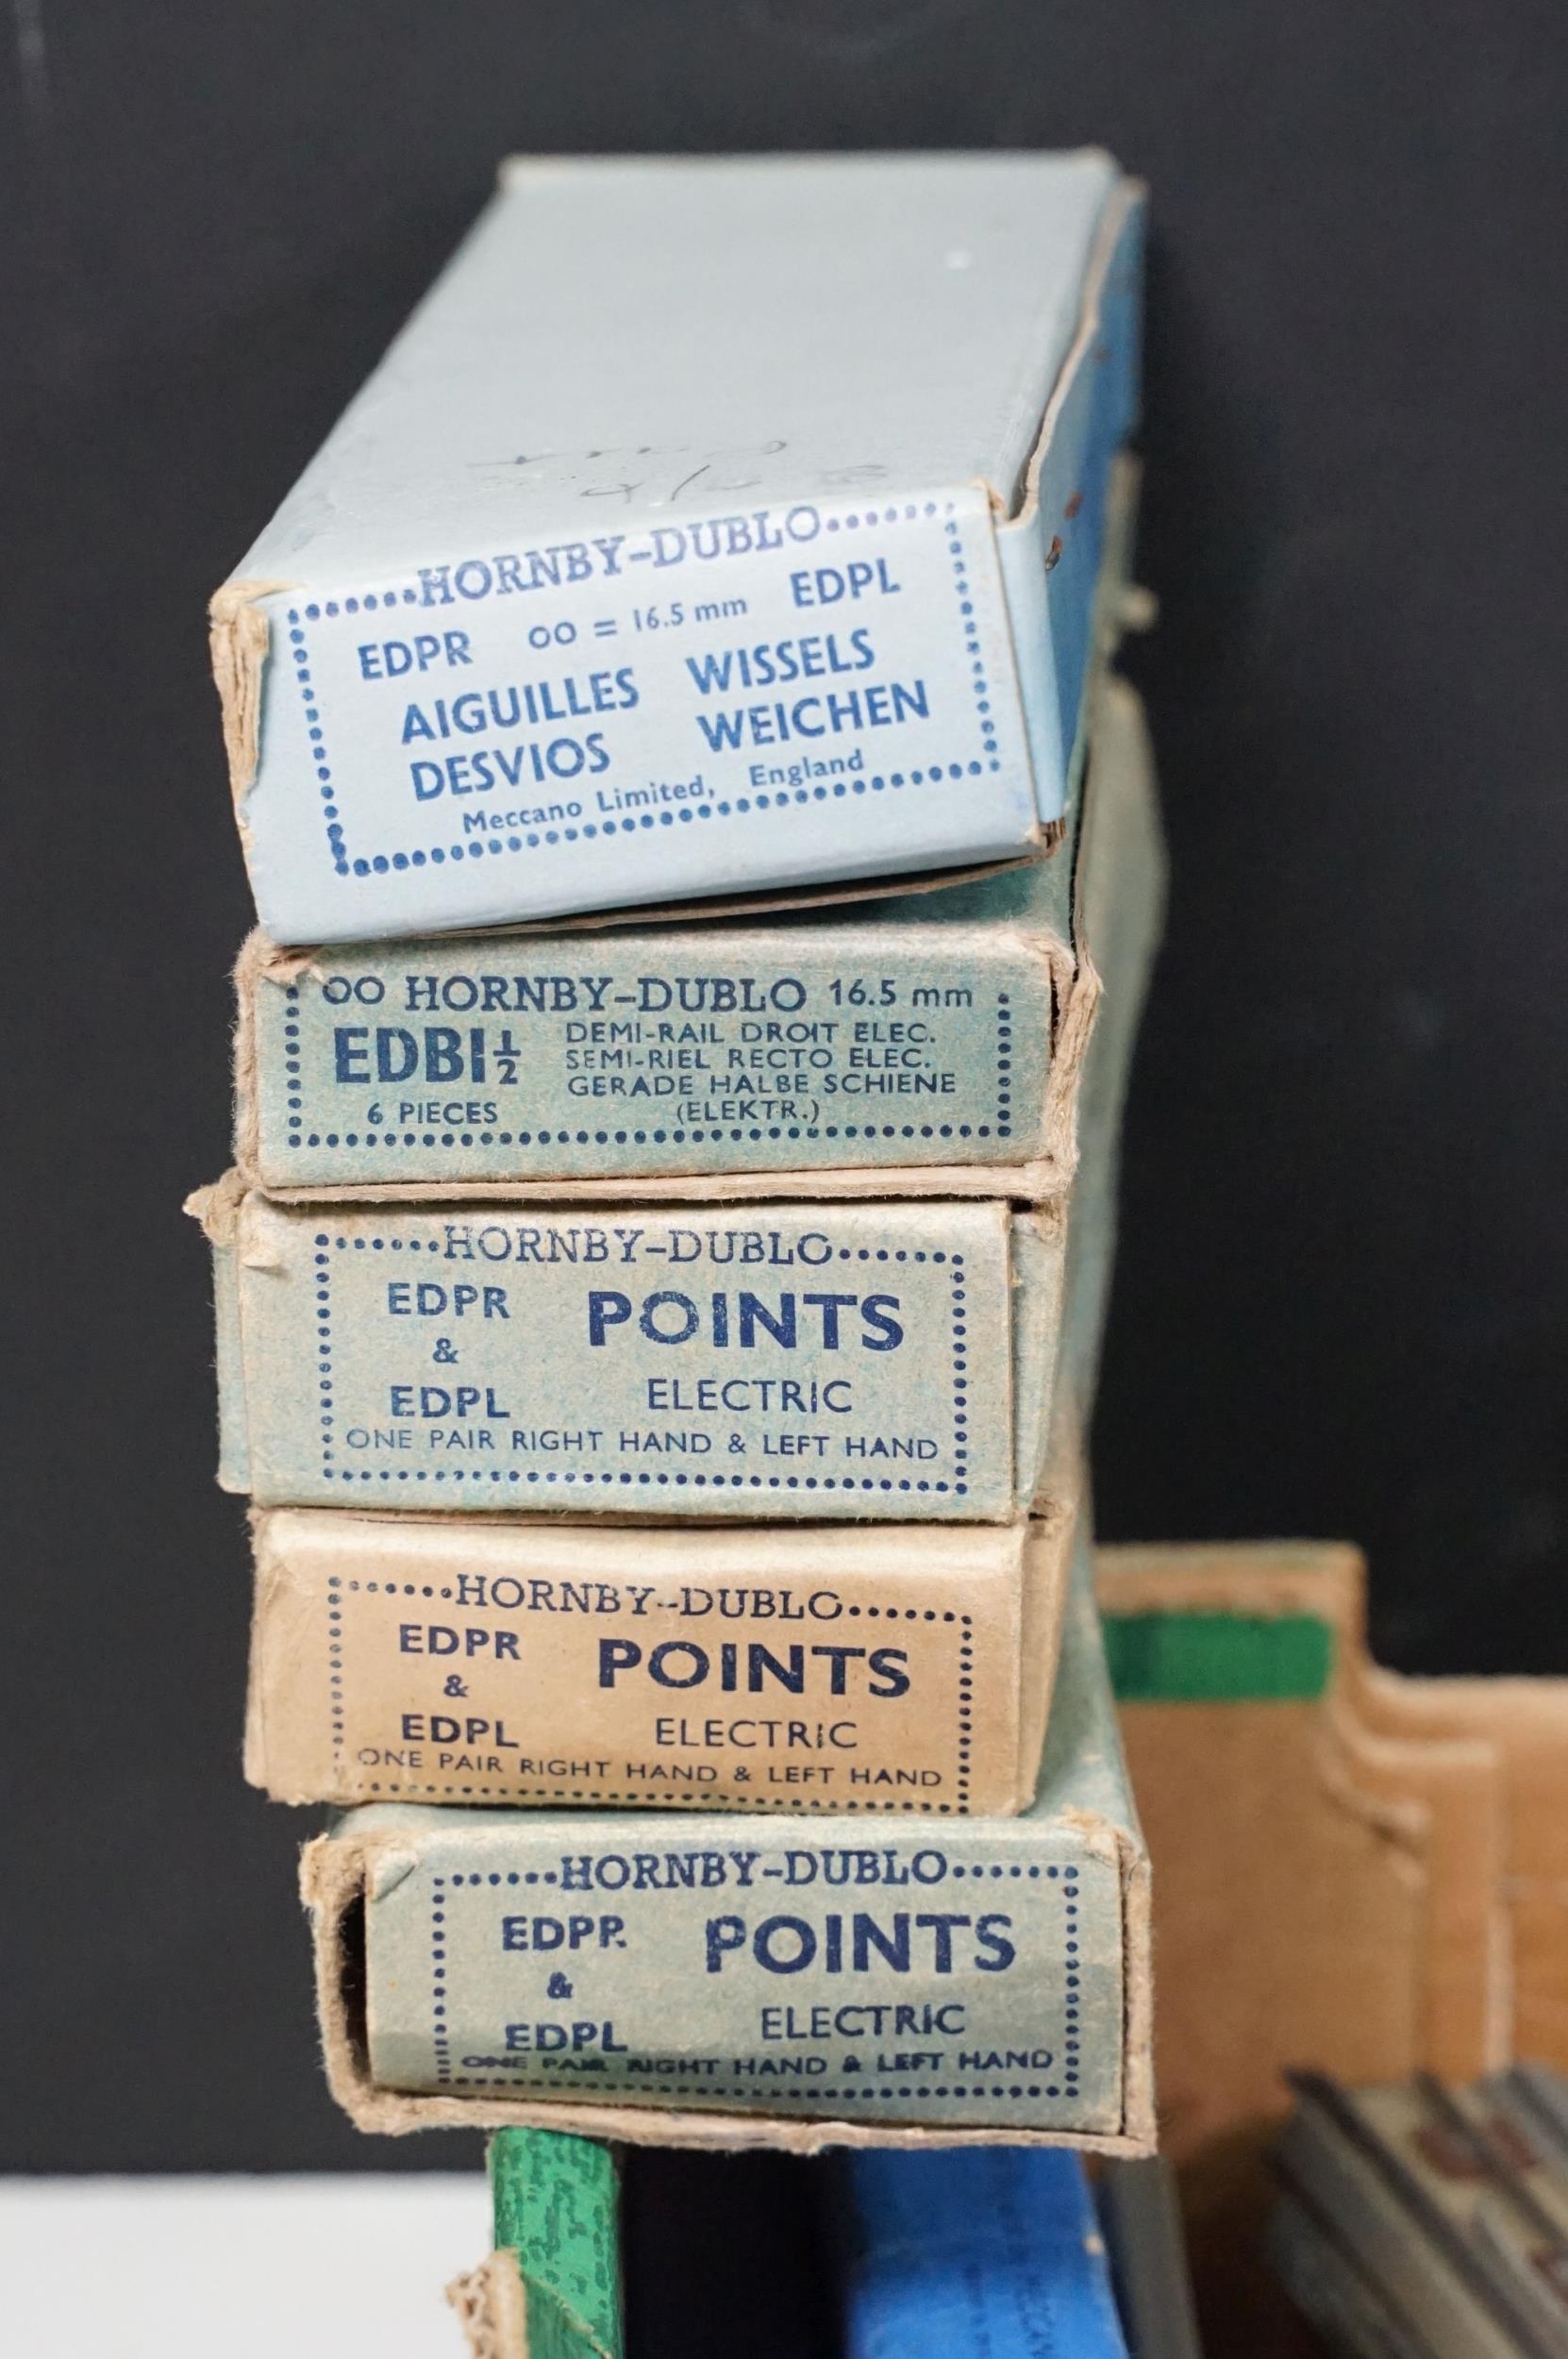 HORNBY-DUBLO
EDPR OO = 16.5 mm EDPL
AIGUILLES WISSELS
DESVIOS WEICHEN
Meccano Limited, England
OO HORNBY-DUBLO 16.5 mm
EDB1½ DEMI-RAIL DROIT ELEC.
SEMI-RIEL RECTO ELEC.
GERADE HALBE SCHIENE
6 PIECES (ELEKTR.)
HORNBY-DUBLO
EDPR POINTS
&
EDPL ELECTRIC
ONE PAIR RIGHT HAND & LEFT HAND
HORNBY-DUBLO
EDPR POINTS
&
EDPL ELECTRIC
ONE PAIR RIGHT HAND & LEFT HAND
HORNBY-DUBLO
EDPR POINTS
&
EDPL ELECTRIC
ONE PAIR RIGHT HAND & LEFT HAND